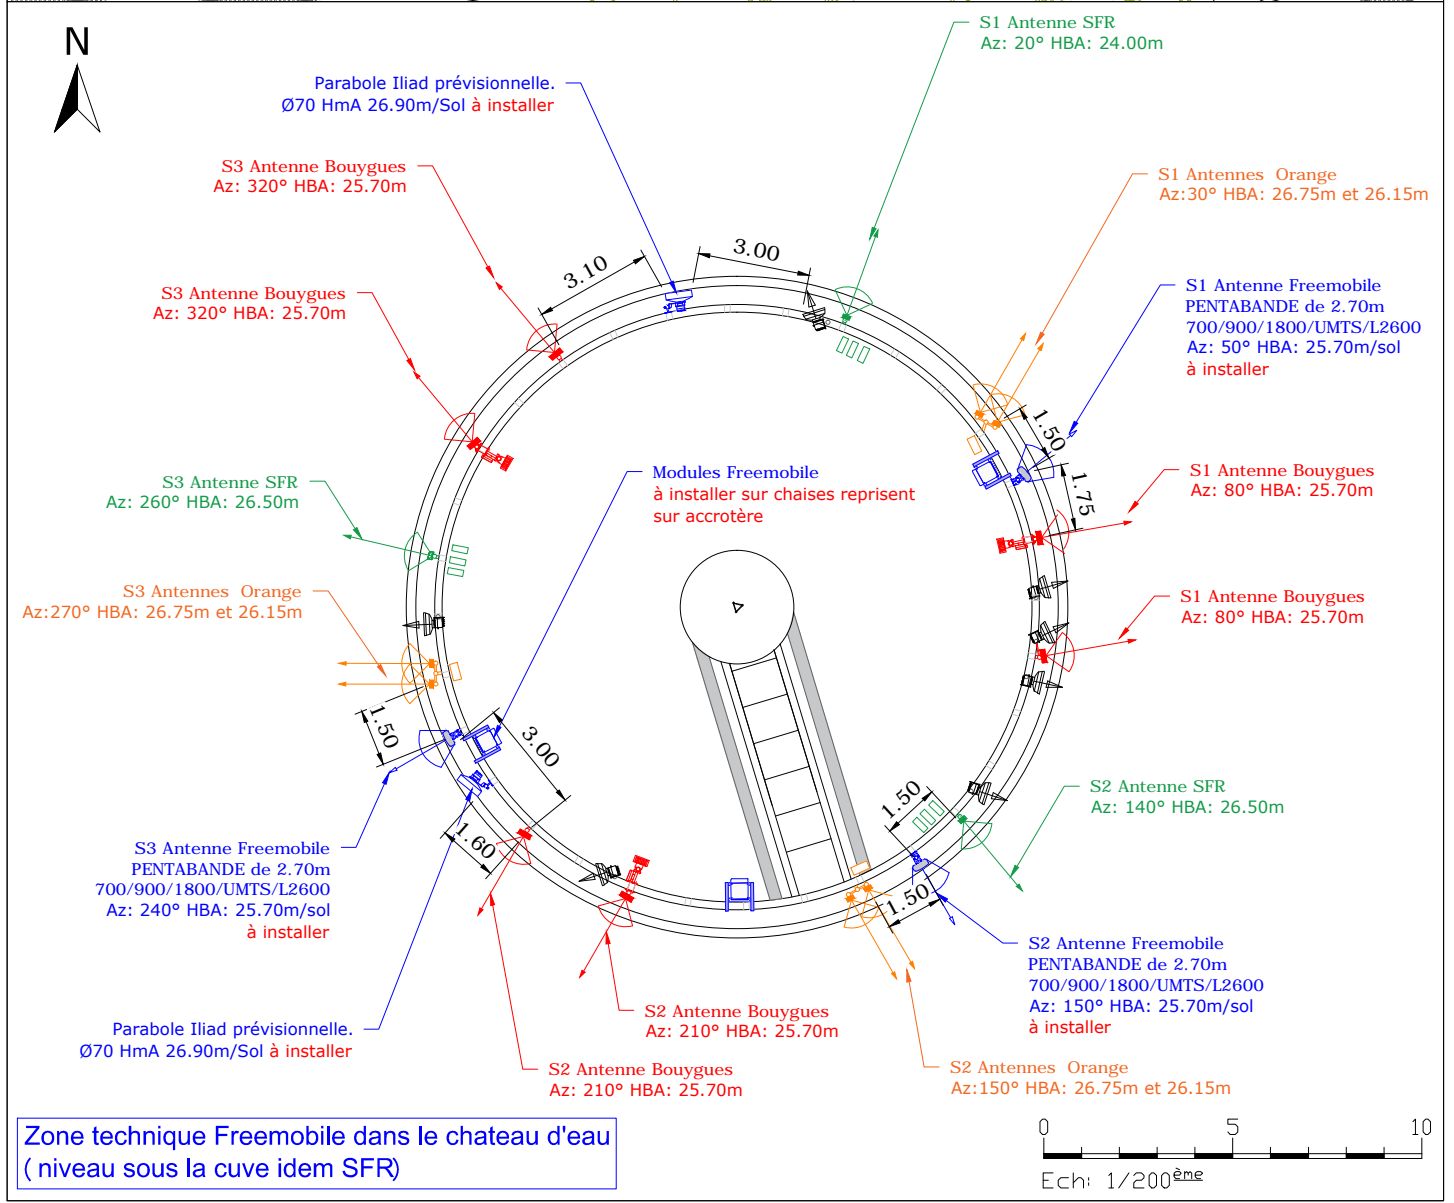 N
S1 Antenne SFR
Az: 20° HBA: 24.00m
Parabole Iliad prévisionnelle.
Ø70 HmA 26.90m/Sol à installer
S3 Antenne Bouygues
Az: 320° HBA: 25.70m
S1 Antennes Orange
Az:30° HBA: 26.75m et 26.15m
3.00
3.10
S3 Antenne Bouygues
Az: 320° HBA: 25.70m
S1 Antenne Freemobile
PENTABANDE de 2.70m
700/900/1800/UMTS/L2600
Az: 50° HBA: 25.70m/sol
à installer
1.50
1.75
Modules Freemobile
à installer sur chaises reprisent
sur accrotère
S3 Antenne SFR
Az: 260° HBA: 26.50m
S1 Antenne Bouygues
Az: 80° HBA: 25.70m
S3 Antennes Orange
Az:270° HBA: 26.75m et 26.15m
S1 Antenne Bouygues
Az: 80° HBA: 25.70m
1.50
3.00
1.60
1.50
1.50
S2 Antenne SFR
Az: 140° HBA: 26.50m
S3 Antenne Freemobile
PENTABANDE de 2.70m
700/900/1800/UMTS/L2600
Az: 240° HBA: 25.70m/sol
à installer
S2 Antenne Freemobile
PENTABANDE de 2.70m
700/900/1800/UMTS/L2600
Az: 150° HBA: 25.70m/sol
à installer
Parabole Iliad prévisionnelle.
Ø70 HmA 26.90m/Sol à installer
S2 Antenne Bouygues
Az: 210° HBA: 25.70m
S2 Antenne Bouygues
Az: 210° HBA: 25.70m
S2 Antennes Orange
Az:150° HBA: 26.75m et 26.15m
Zone technique Freemobile dans le chateau d'eau
( niveau sous la cuve idem SFR)
0 5 10
Ech: 1/200ème